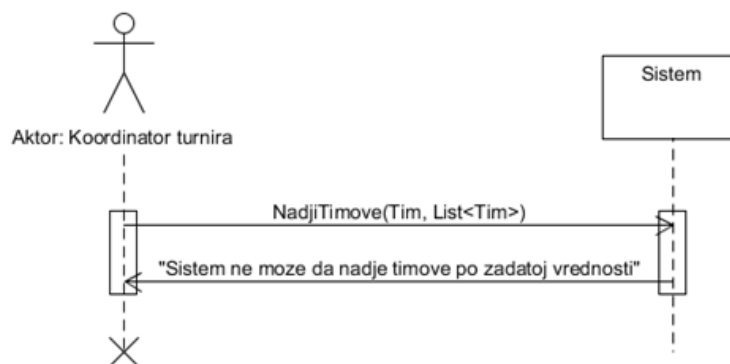 Sistem
Aktor: Koordinator turnira
NadjiTimove(Tim, List<Tim>)
"Sistem ne moze da nadje timove po zadatoj vrednosti"